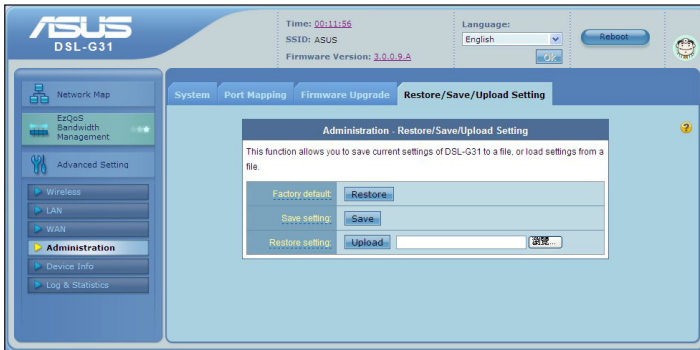 ASUS
DSL-G31
Time: 00:11:56
SSID: ASUS
Firmware Version: 3.0.0.9.A
Language:
English
OK
Reboot
Network Map
EzQoS
Bandwidth
Management
Advanced Setting
Wireless
LAN
WAN
Administration
Device Info
Log & Statistics
System
Port Mapping
Firmware Upgrade
Restore/Save/Upload Setting
Administration - Restore/Save/Upload Setting
This function allows you to save current settings of DSL-G31 to a file, or load settings from a
file.
Factory default: Restore
Save setting: Save
Restore setting: Upload 瀏覽...
?